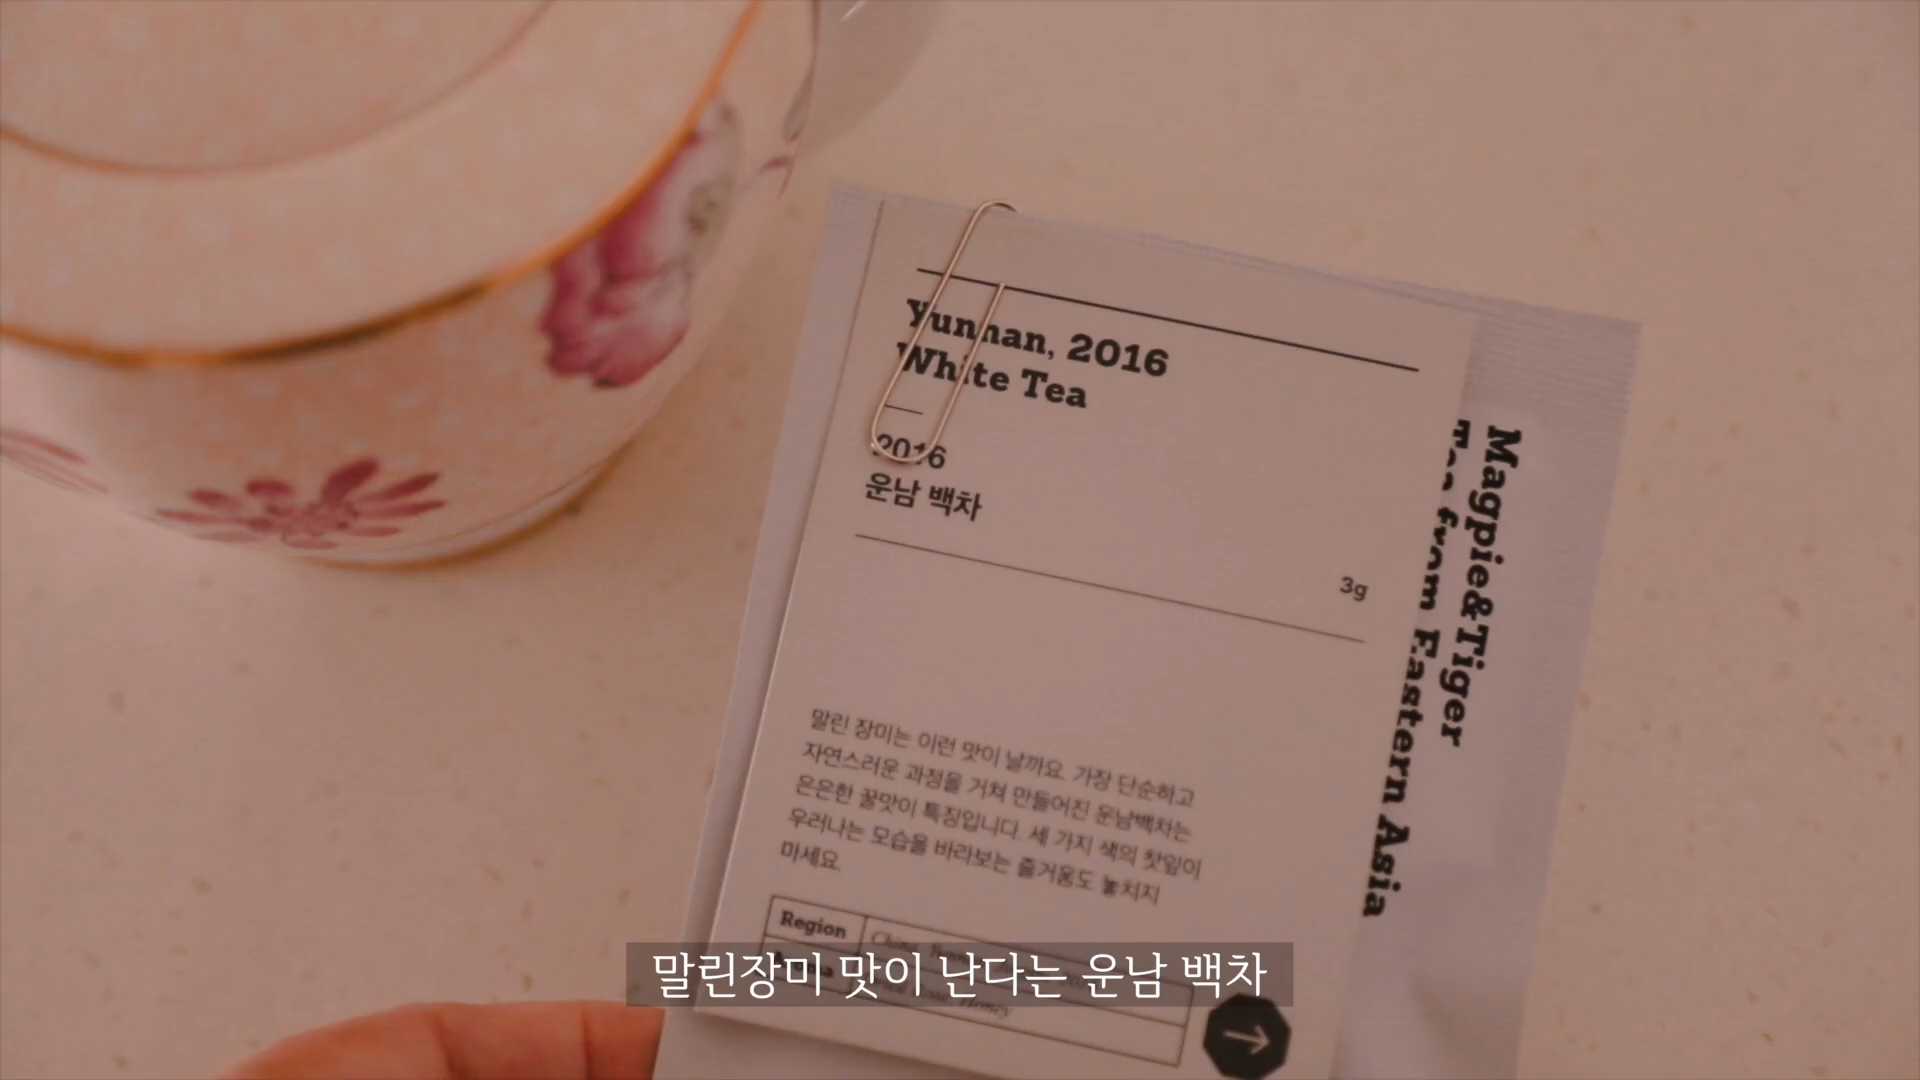 Yunnan, 2016
White Tea
2016
운남 백차
3g
말린 장미는 이런 맛이 날까요. 가장 단순하고
자연스러운 과정을 거쳐 만들어진 운남백차는
은은한 꿀맛이 특징입니다. 세 가지 색의 찻잎이
우러나는 모습을 바라보는 즐거움도 놓치지
마세요.
Region
China,
Honey
Magpie&Tiger
Tea from Eastern Asia
말린장미 맛이 난다는 운남 백차